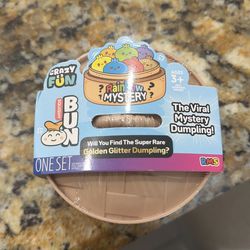 CRAZY
FUN
BUN
? Rainbow ?
MYSTERY
AGES
3+
The Viral
Mystery
Dumpling!
Will You Find The Super Rare
Golden Glitter Dumpling?
ONE SET
RMS